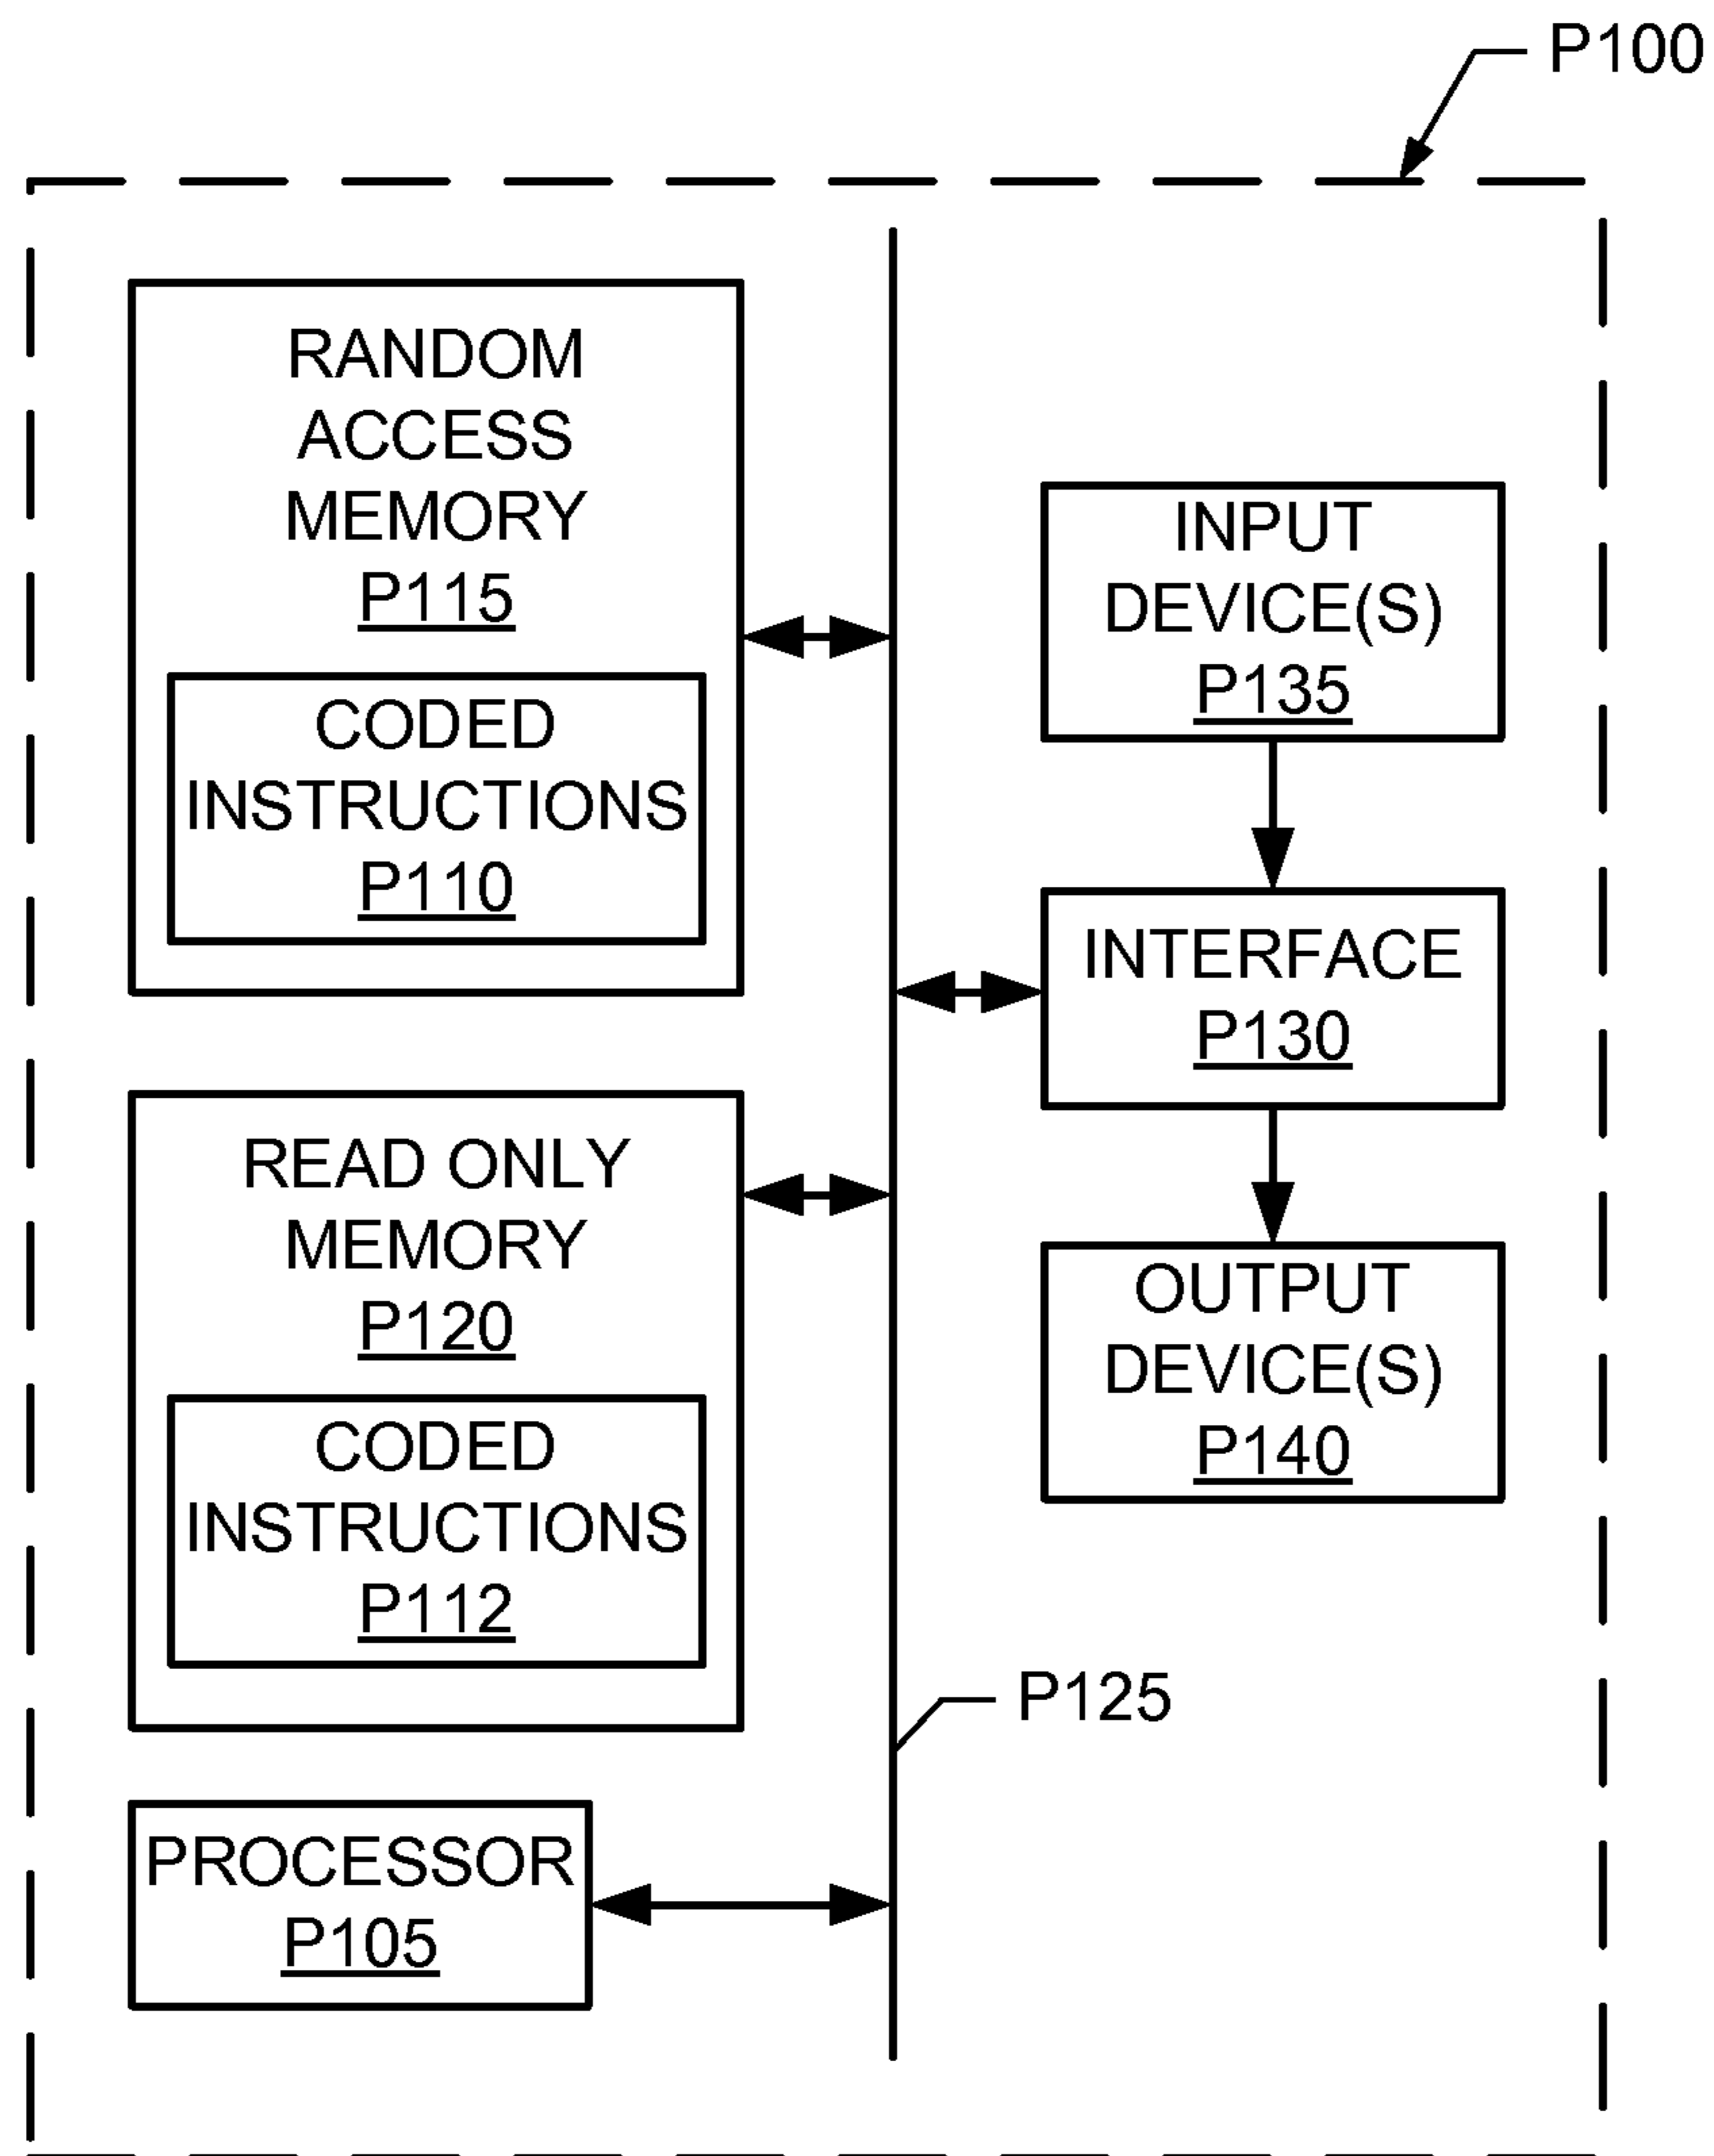 P100
RANDOM
ACCESS
MEMORY
P115
CODED
INSTRUCTIONS
P110
READ ONLY
MEMORY
P120
CODED
INSTRUCTIONS
P112
PROCESSOR
P105
INPUT
DEVICE(S)
P135
INTERFACE
P130
OUTPUT
DEVICE(S)
P140
P125